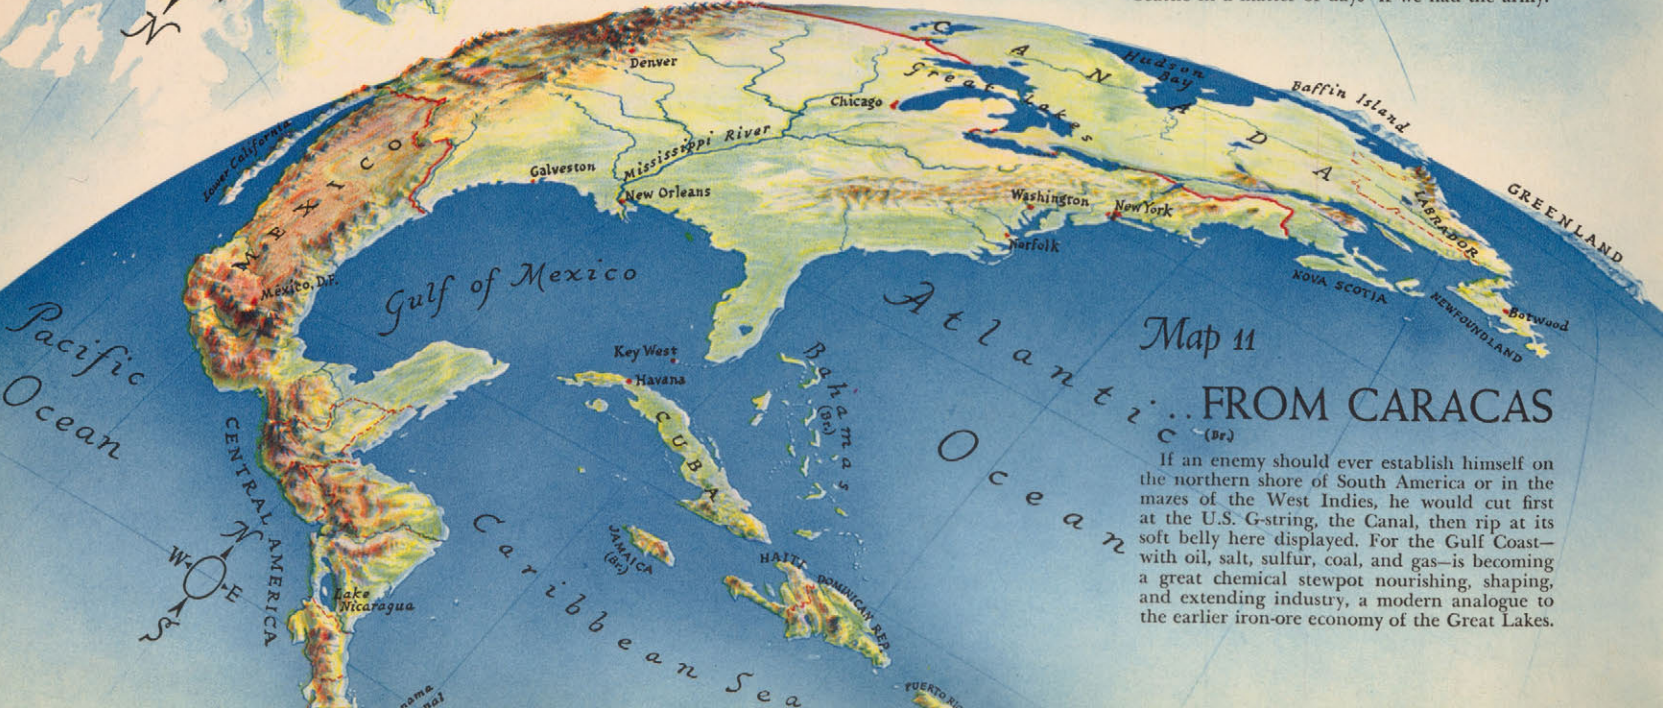 N
Denver
Chicago
Great Lakes
CANADA
Hudson
Bay
Baffin Island
GREENLAND
LABRADOR
Lower California
MEXICO
México, D.F.
Galveston
Mississippi River
New Orleans
Washington
New York
Norfolk
NOVA SCOTIA
NEWFOUNDLAND
Botwood
Pacific
Ocean
Gulf of Mexico
Atlantic
Ocean
Key West
Havana
CUBA
Bahamas
(Br.)
Map 11
..FROM CARACAS
(Br.)
If an enemy should ever establish himself on
the northern shore of South America or in the
mazes of the West Indies, he would cut first
at the U.S. G-string, the Canal, then rip at its
soft belly here displayed. For the Gulf Coast—
with oil, salt, sulfur, coal, and gas—is becoming
a great chemical stewpot nourishing, shaping,
and extending industry, a modern analogue to
the earlier iron-ore economy of the Great Lakes.
CENTRAL AMERICA
N
W
E
S
Lake
Nicaragua
Caribbean Sea
JAMAICA
(Br.)
HAITI
DOMINICAN REP.